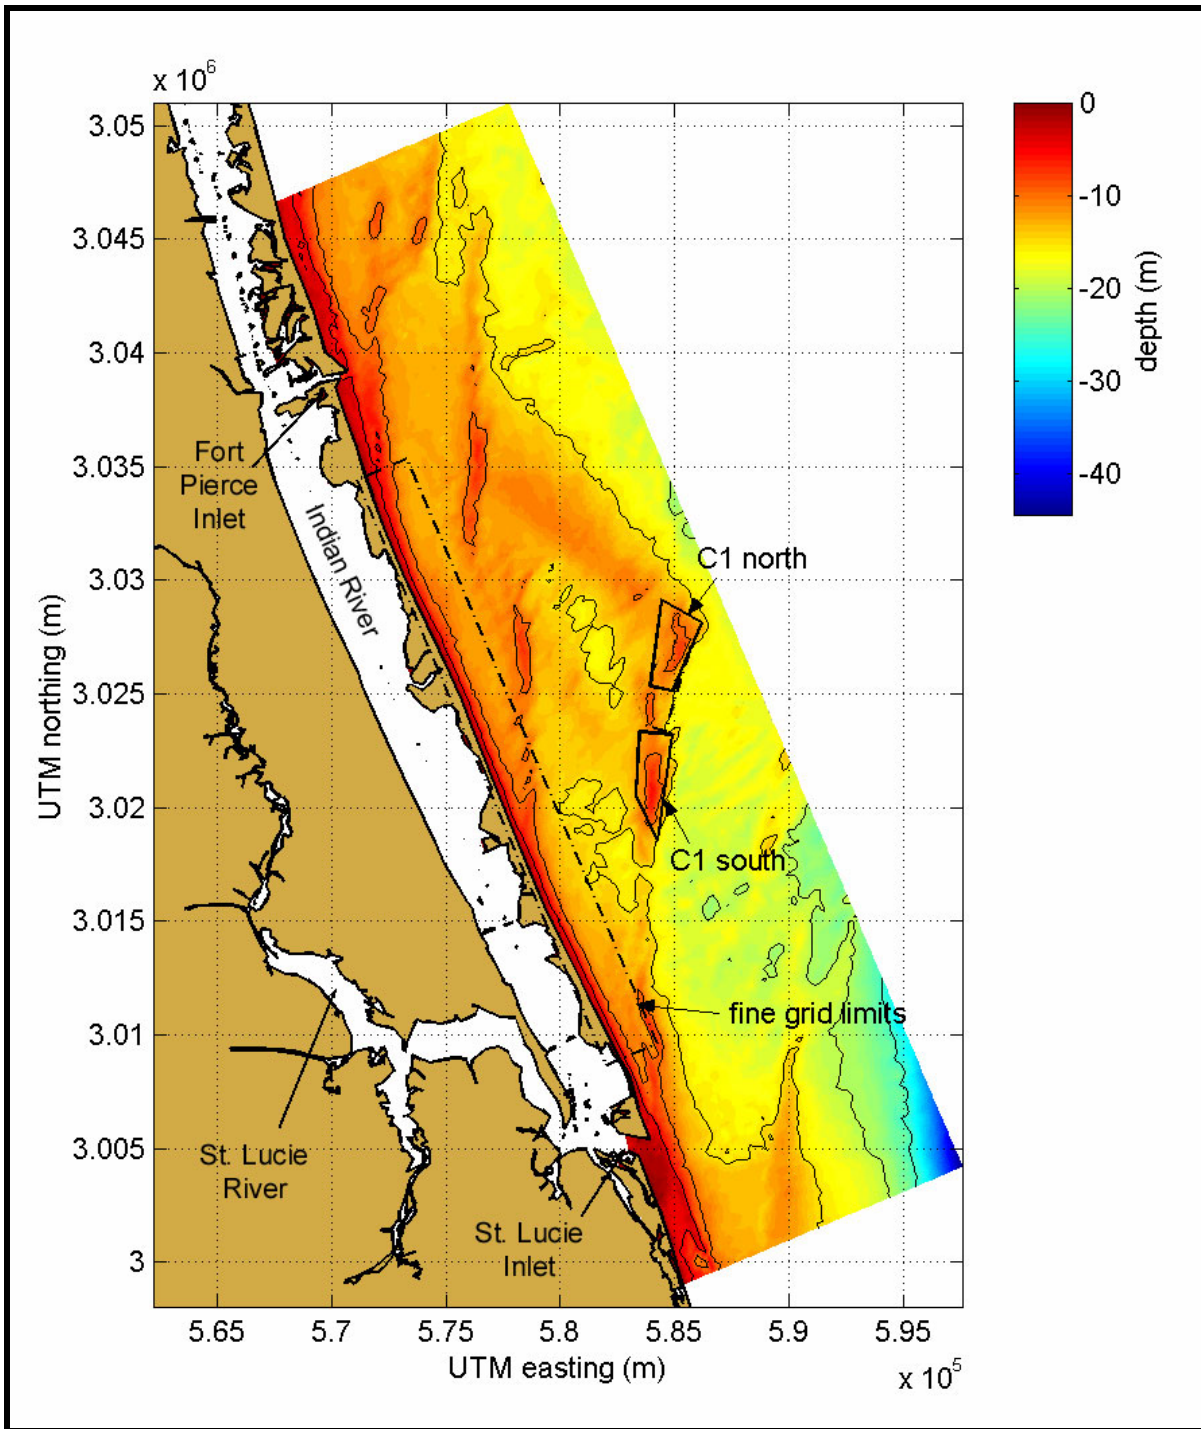 x 10^6
3.05
3.045
3.04
3.035
3.03
3.025
3.02
3.015
3.01
3.005
3
UTM northing (m)
Fort
Pierce
Inlet
Indian River
C1 north
C1 south
fine grid limits
St. Lucie
River
St. Lucie
Inlet
5.65
5.7
5.75
5.8
5.85
5.9
5.95
UTM easting (m)
x 10^5
0
-10
-20
-30
-40
depth (m)